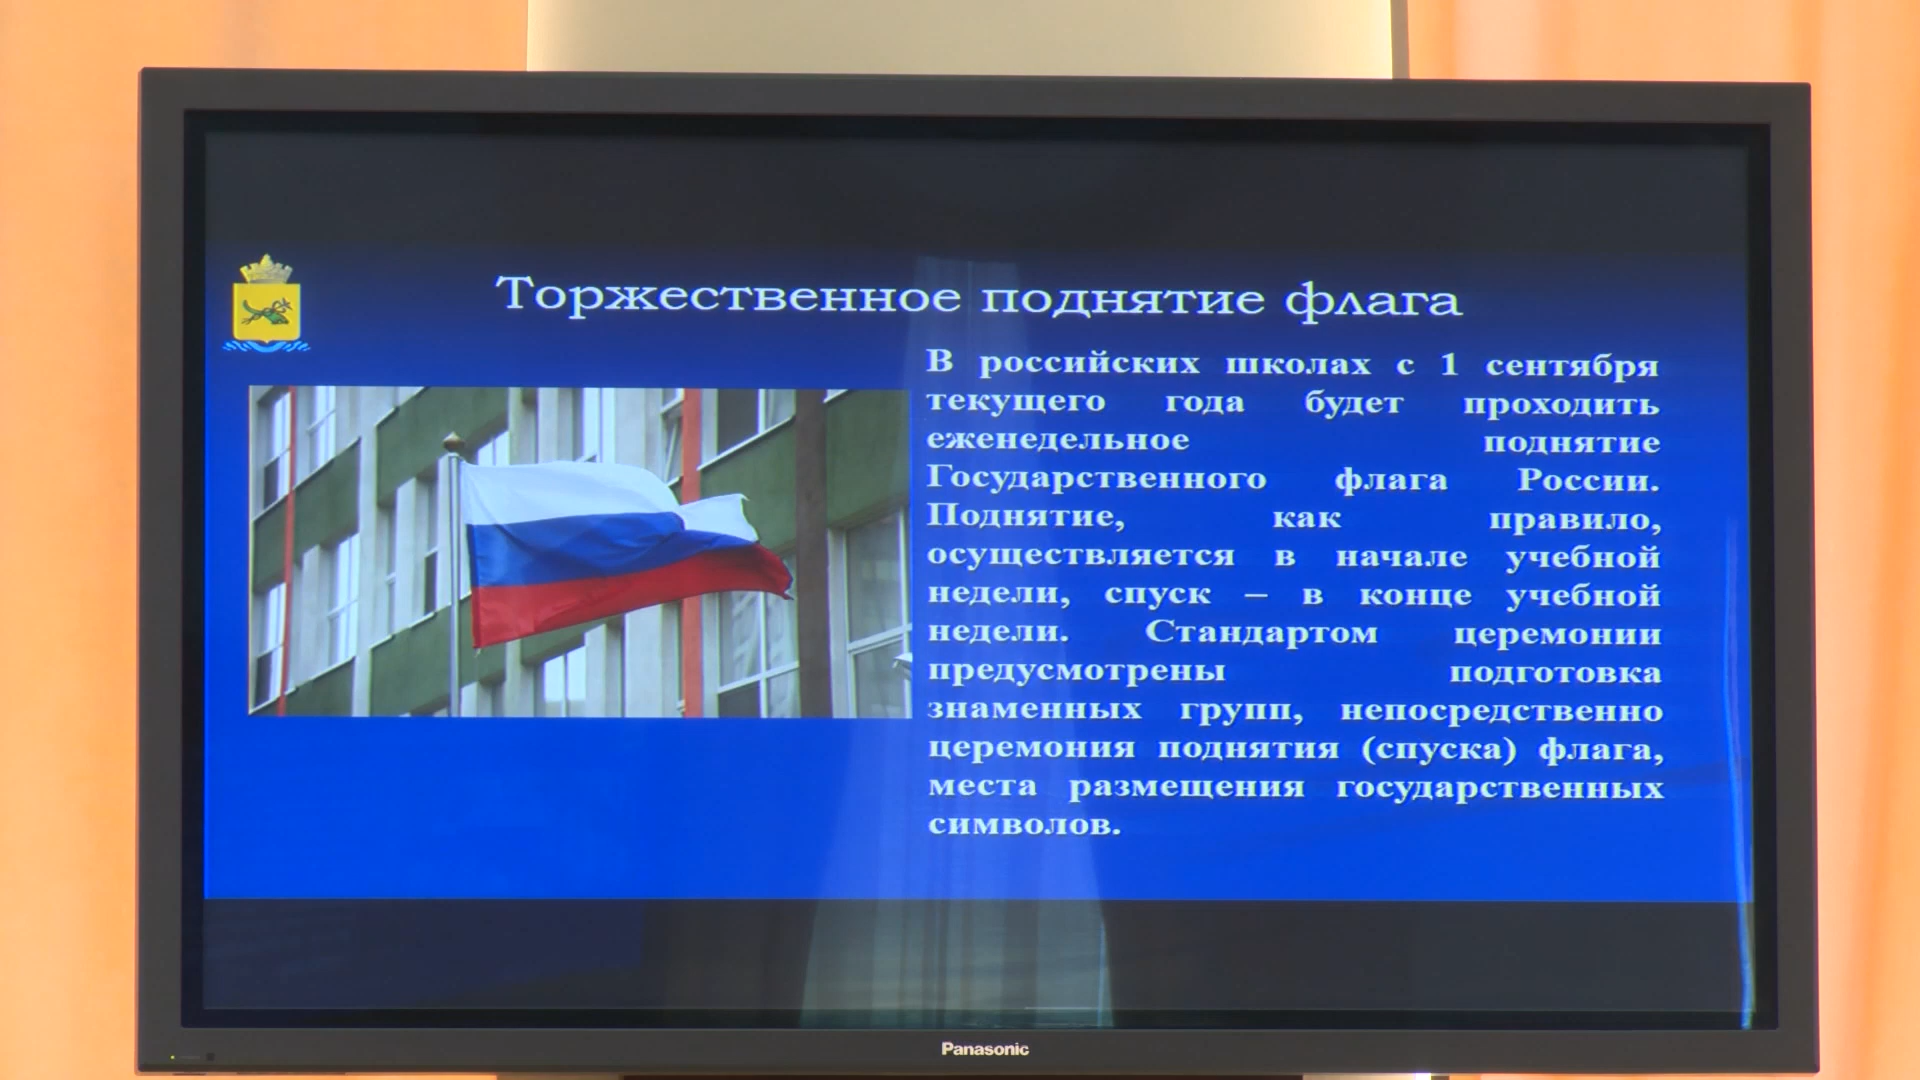 Торжественное поднятие флага
В российских школах с 1 сентября
текущего года будет проходить
еженедельное поднятие
Государственного флага России.
Поднятие, как правило,
осуществляется в начале учебной
недели, спуск – в конце учебной
недели. Стандартом церемонии
предусмотрены подготовка
знаменных групп, непосредственно
церемония поднятия (спуска) флага,
места размещения государственных
символов.
Panasonic